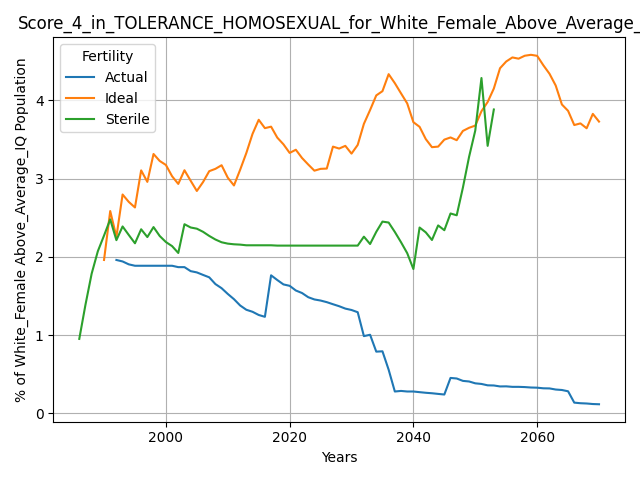 Score_4_in_TOLERANCE_HOMOSEXUAL_for_White_Female_Above_Average_
Fertility
Actual
Ideal
Sterile
% of White_Female Above_Average_IQ Population
4
3
2
1
0
2000 2020 2040 2060
Years